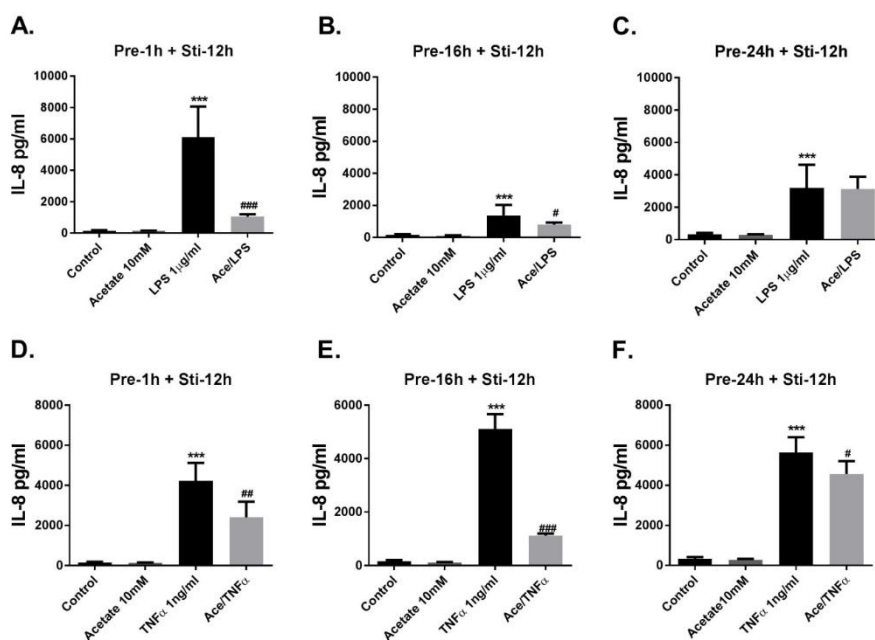 A.
Pre-1h + Sti-12h
IL-8 pg/ml
10000
8000
6000
4000
2000
0
***
###
Control
Acetate 10mM
LPS 1μg/ml
Ace/LPS
B.
Pre-16h + Sti-12h
IL-8 pg/ml
10000
8000
6000
4000
2000
0
***
#
Control
Acetate 10mM
LPS 1μg/ml
Ace/LPS
C.
Pre-24h + Sti-12h
IL-8 pg/ml
10000
8000
6000
4000
2000
0
***
Control
Acetate 10mM
LPS 1μg/ml
Ace/LPS
D.
Pre-1h + Sti-12h
IL-8 pg/ml
8000
6000
4000
2000
0
***
##
Control
Acetate 10mM
TNFα 1ng/ml
Ace/TNFα
E.
Pre-16h + Sti-12h
IL-8 pg/ml
6000
4000
2000
0
***
###
Control
Acetate 10mM
TNFα 1ng/ml
Ace/TNFα
F.
Pre-24h + Sti-12h
IL-8 pg/ml
8000
6000
4000
2000
0
***
#
Control
Acetate 10mM
TNFα 1ng/ml
Ace/TNFα